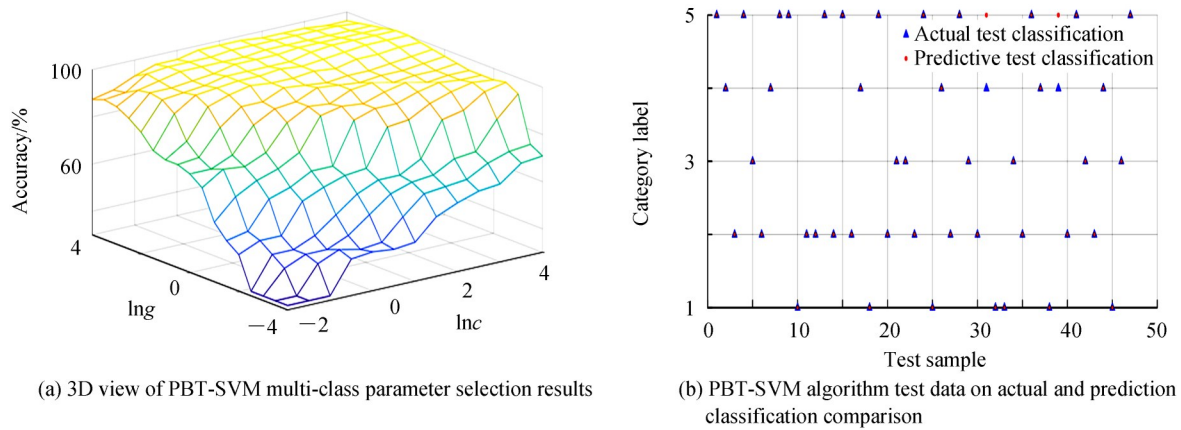 100
60
Accuracy/%
4
0
−4
lng
−2
0
2
4
lnc
(a) 3D view of PBT-SVM multi-class parameter selection results
5
3
1
Category label
Actual test classification
Predictive test classification
0
10
20
30
40
50
Test sample
(b) PBT-SVM algorithm test data on actual and prediction
classification comparison